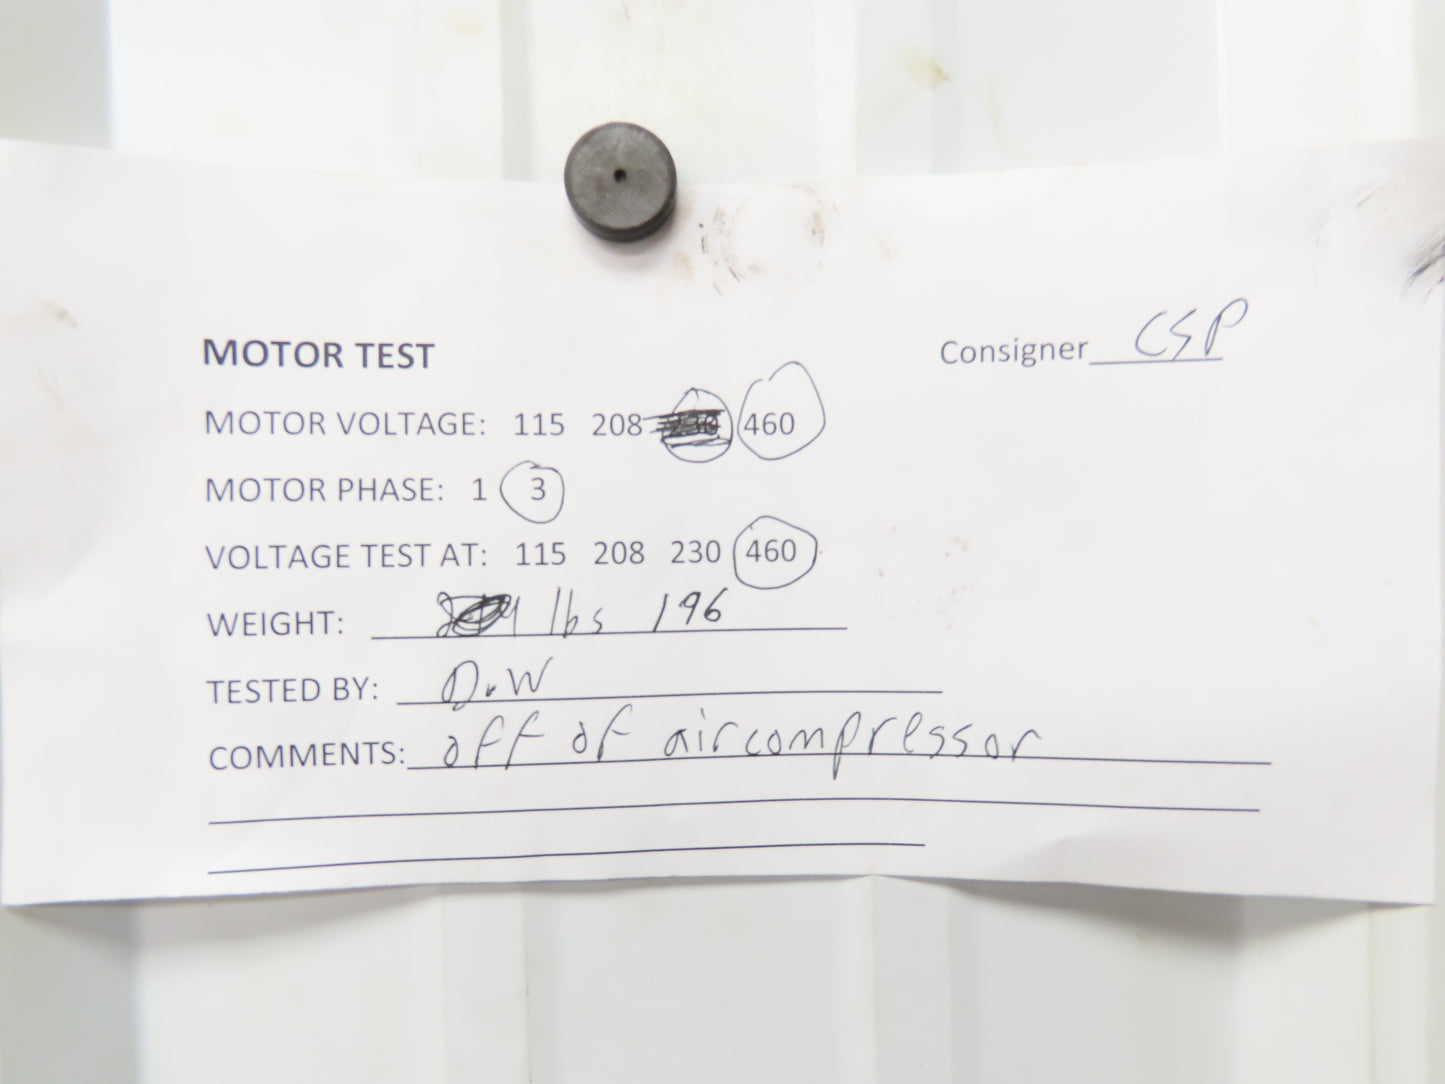 MOTOR TEST
Consigner CSP
MOTOR VOLTAGE: 115 208 230 460
MOTOR PHASE: 1 3
VOLTAGE TEST AT: 115 208 230 460
WEIGHT: lbs 196
TESTED BY: D.W
COMMENTS: off of aircompressor